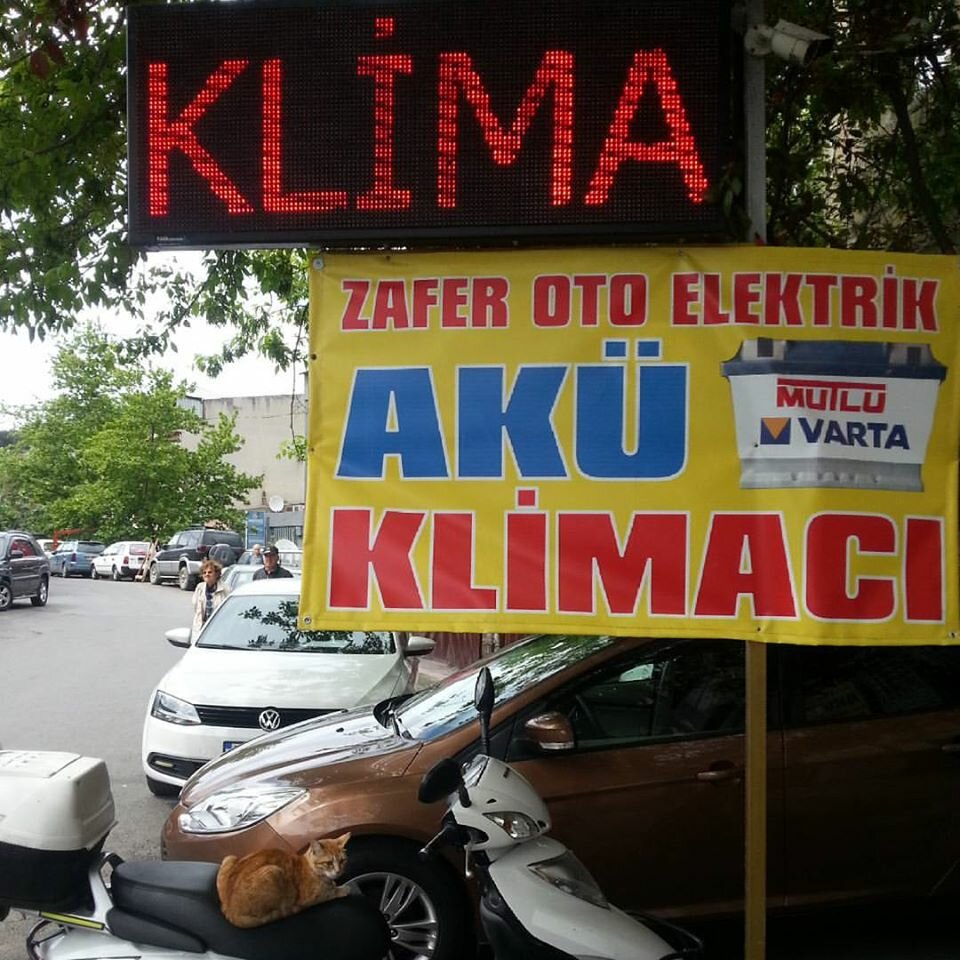 KLİMA
ZAFER OTO ELEKTRİK
AKÜ
MUTLU
VARTA
KLİMACI